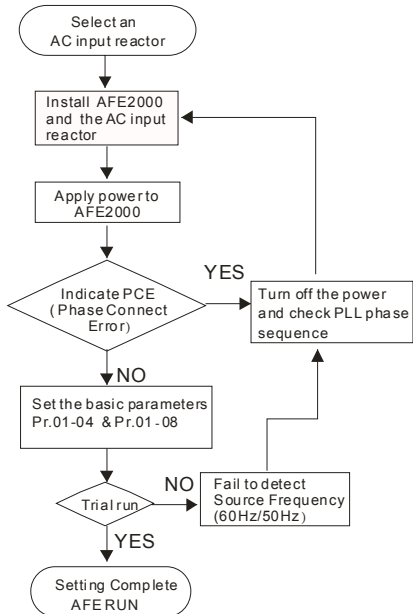 Select an
AC input reactor
Install AFE2000
and the AC input
reactor
Apply power to
AFE2000
Indicate PCE
(Phase Connect
Error)
YES
Turn off the power
and check PLL phase
sequence
NO
Set the basic parameters
Pr.01-04 & Pr.01-08
Trial run
NO
Fail to detect
Source Frequency
(60Hz/50Hz)
YES
Setting Complete
AFE RUN